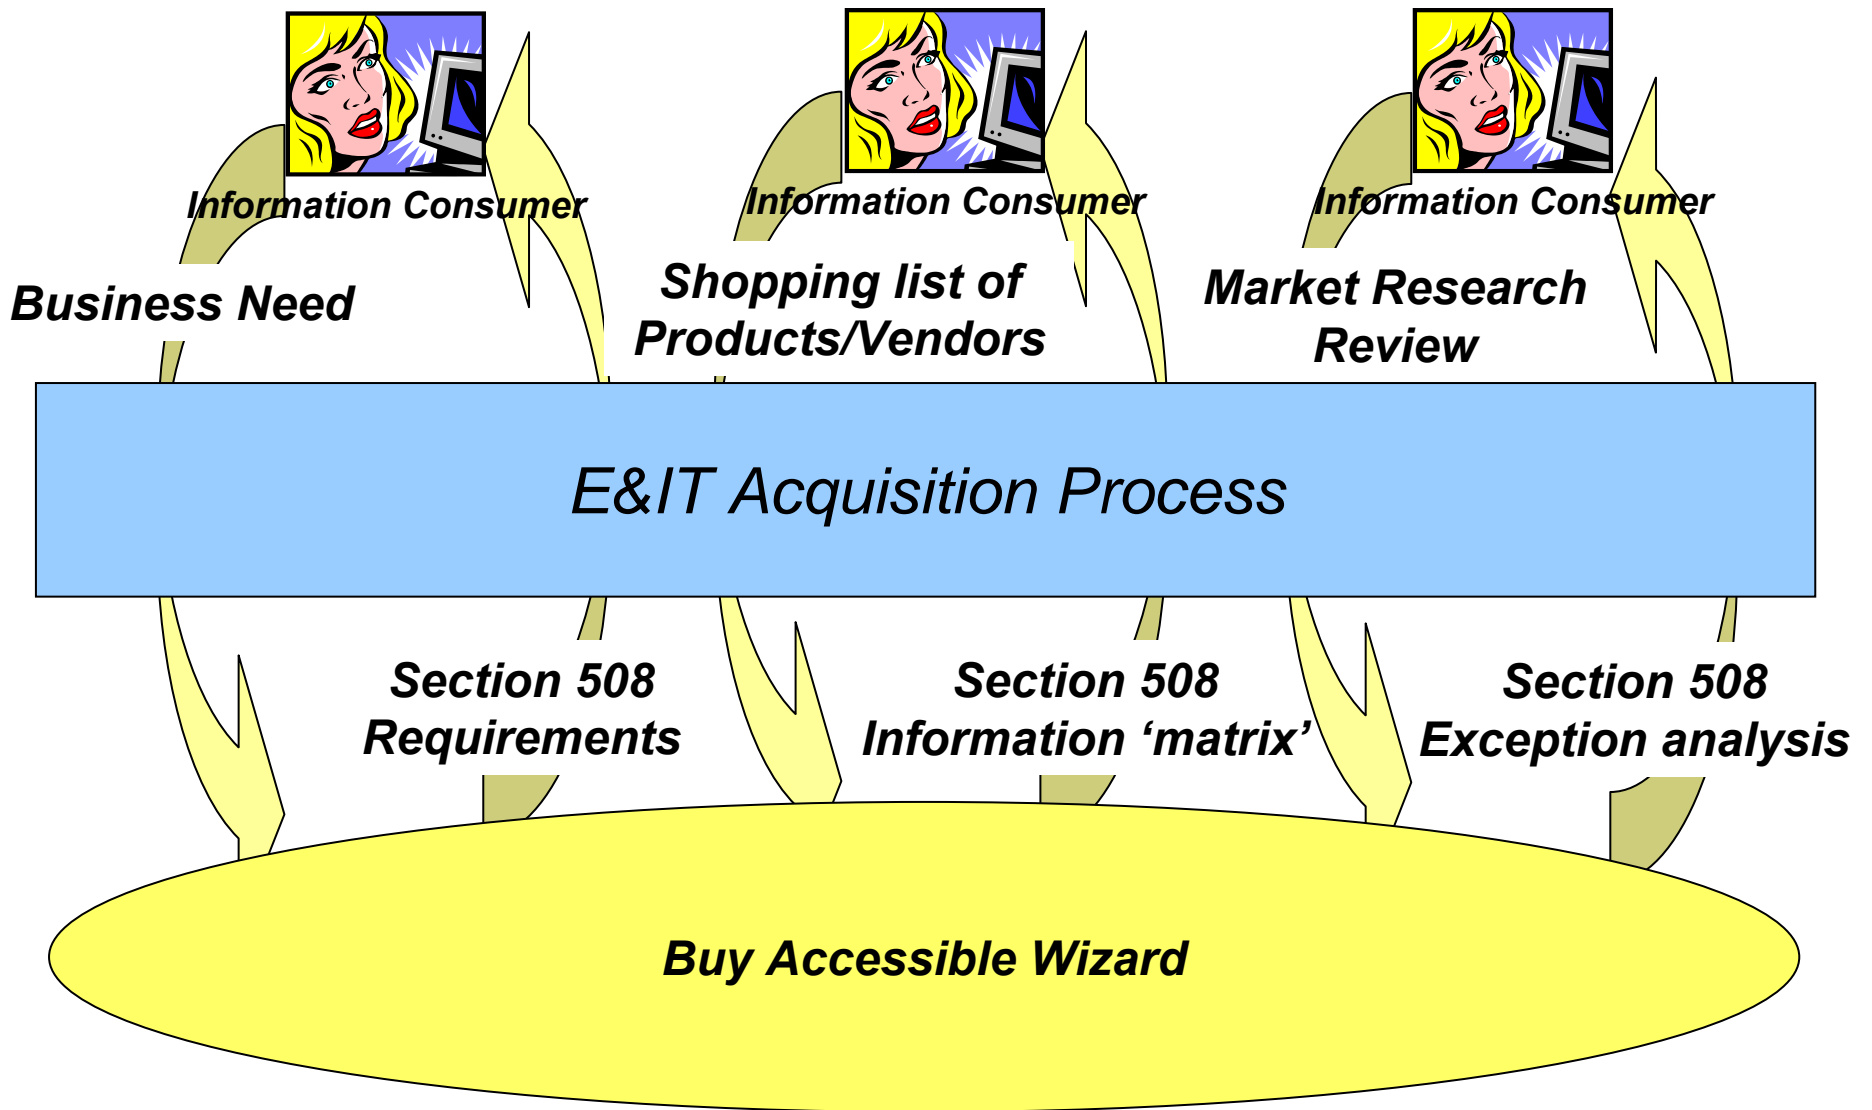 Information Consumer
Information Consumer
Information Consumer
Business Need
Shopping list of
Products/Vendors
Market Research
Review
E&IT Acquisition Process
Section 508
Requirements
Section 508
Information ‘matrix’
Section 508
Exception analysis
Buy Accessible Wizard